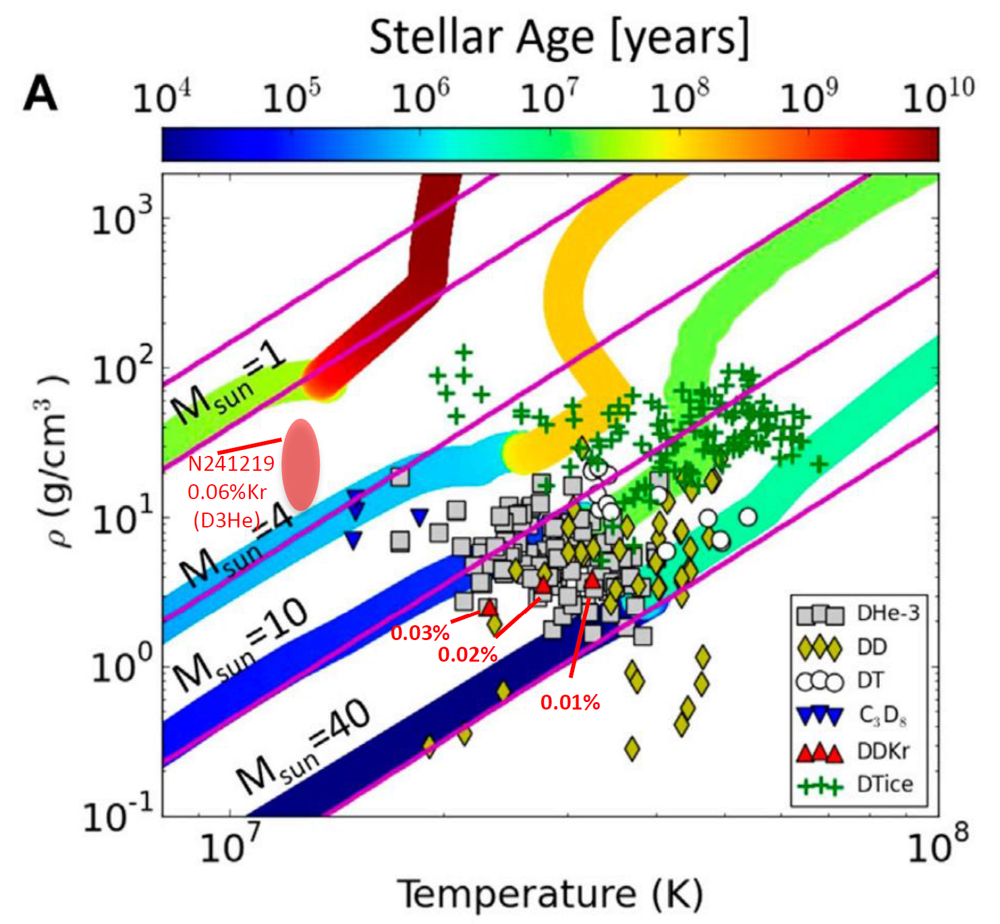 Stellar Age [years]
A
10⁴ 10⁵ 10⁶ 10⁷ 10⁸ 10⁹ 10¹⁰
10³
10²
10¹
10⁰
10⁻¹
ρ (g/cm³)
M_sun=1
N241219
0.06%Kr
(D3He)
M_sun=4
M_sun=10
M_sun=40
0.03%
0.02%
0.01%
DHe-3
DD
DT
C₃D₈
DDKr
DTice
10⁷ 10⁸
Temperature (K)